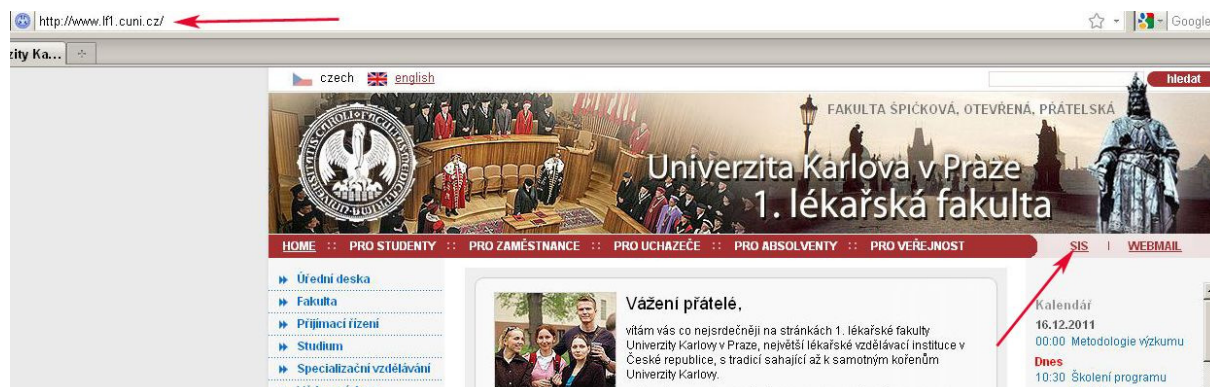 http://www.lf1.cuni.cz/
Google
zity Ka...
czech english
hledat
FAKULTA ŠPIČKOVÁ, OTEVŘENÁ, PŘÁTELSKÁ
Univerzita Karlova v Praze
1. lékařská fakulta
HOME :: PRO STUDENTY :: PRO ZAMĚSTNANCE :: PRO UCHAZEČE :: PRO ABSOLVENTY :: PRO VEŘEJNOST
SIS | WEBMAIL
Úřední deska
Fakulta
Přijímací řízení
Studium
Specializační vzdělávání
Vážení přátelé,
vítám vás co nejsrdečněji na stránkách 1. lékařské fakulty
Univerzity Karlovy v Praze, největší lékařské vzdělávací instituce v
České republice, s tradicí sahající až k samotným kořenům
Univerzity Karlovy.
Kalendář
16.12.2011
00:00 Metodologie výzkumu
Dnes
10:30 Školení programu